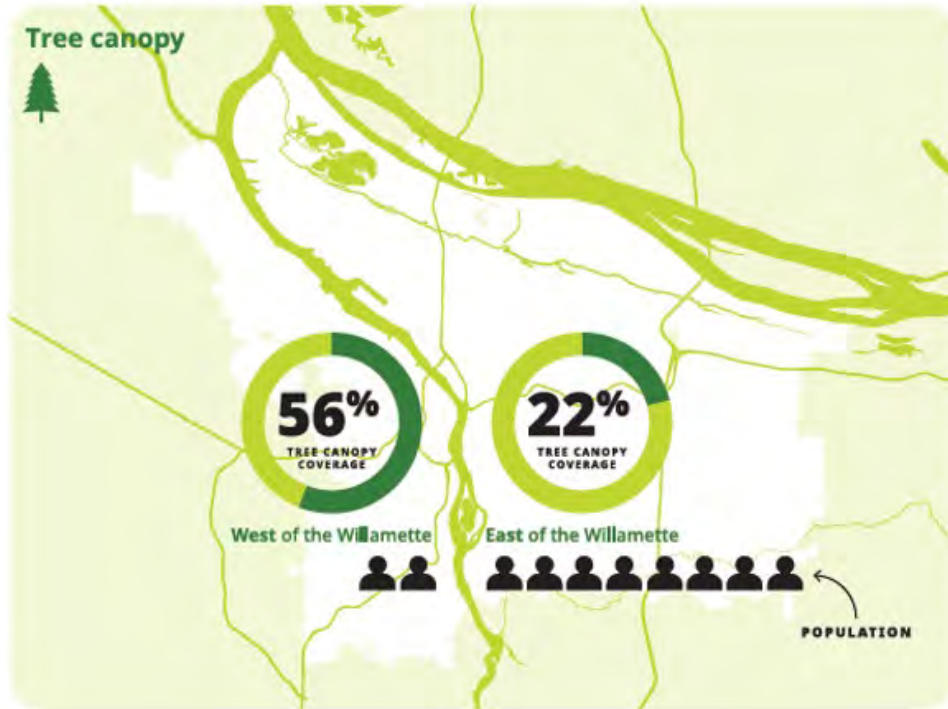 Tree canopy
56%
TREE CANOPY
COVERAGE
22%
TREE CANOPY
COVERAGE
West of the Willamette
East of the Willamette
POPULATION